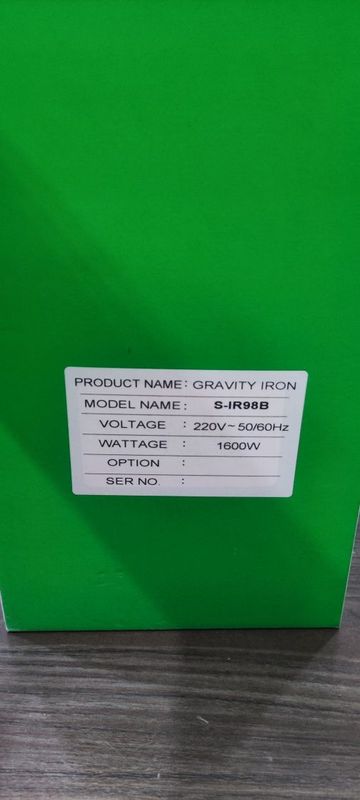 PRODUCT NAME: GRAVITY IRON
MODEL NAME: S-IR98B
VOLTAGE : 220V~ 50/60Hz
WATTAGE : 1600W
OPTION :
SER NO. :